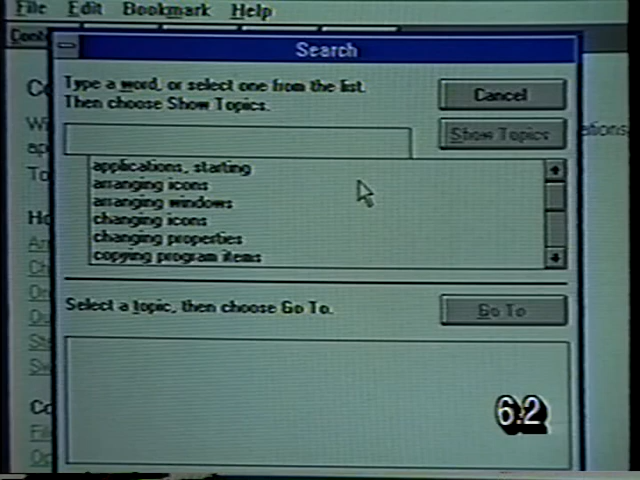 File Edit Bookmark Help
Search
Type a word, or select one from the list.
Then choose Show Topics.
Cancel
Show Topics
applications, starting
arranging icons
arranging windows
changing icons
changing properties
copying program items
Select a topic, then choose Go To.
Go To
6.2